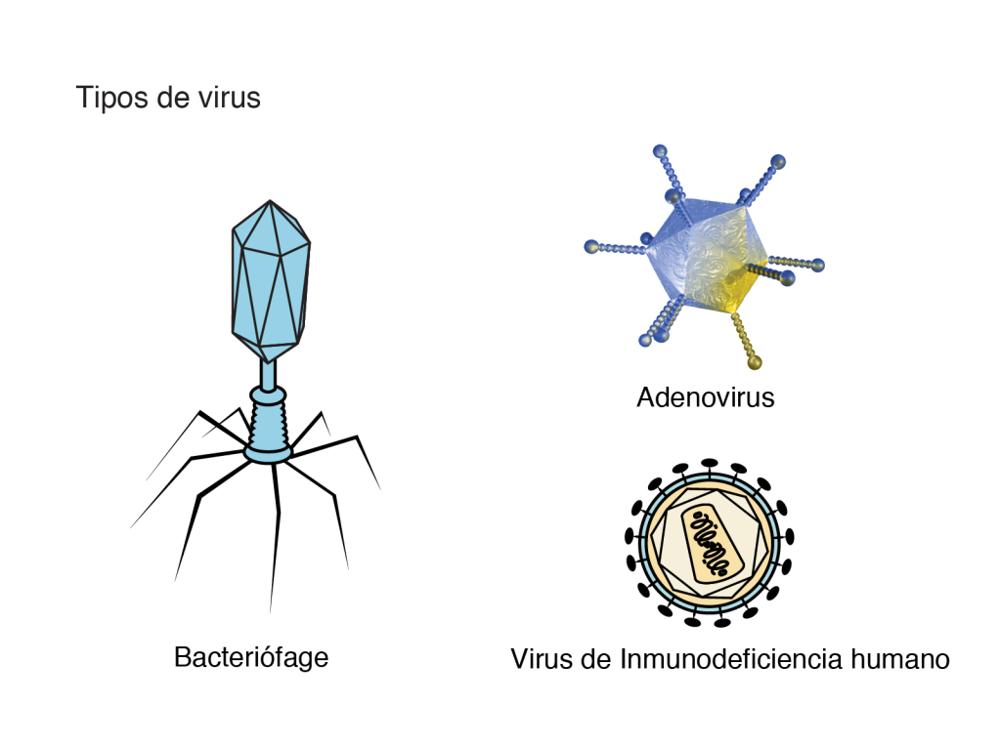 Tipos de virus
Adenovirus
Bacteriófage
Virus de Inmunodeficiencia humano